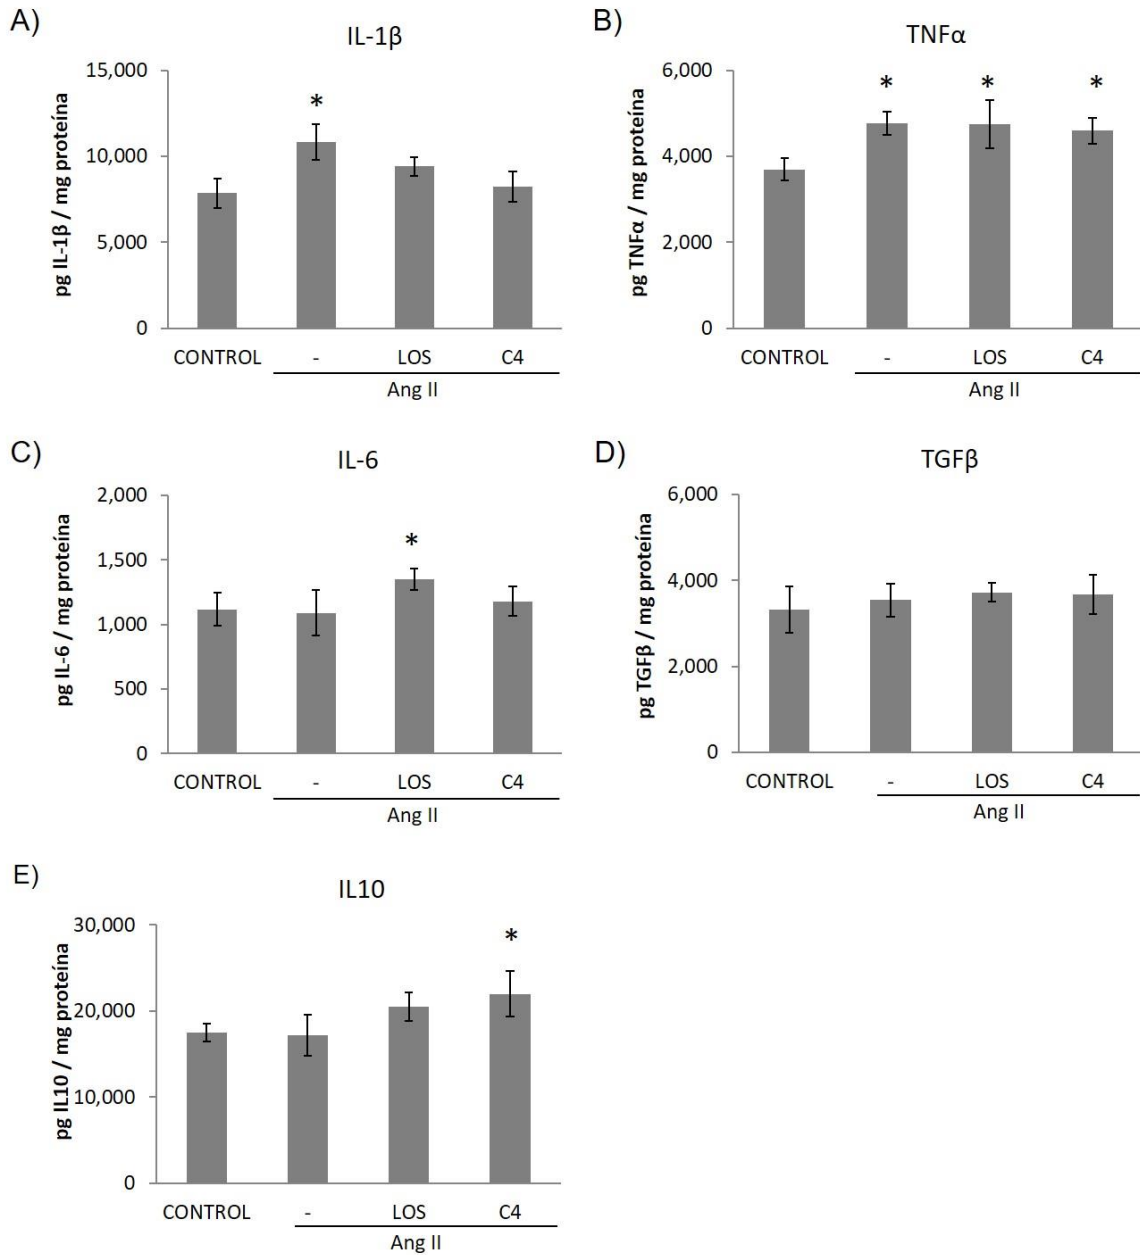 A)
IL-1β
pg IL-1β / mg proteína
15,000
*
10,000
5,000
0
CONTROL - LOS C4
Ang II
B)
TNFα
pg TNFα / mg proteína
6,000
* * *
4,000
2,000
0
CONTROL - LOS C4
Ang II
C)
IL-6
pg IL-6 / mg proteína
2,000
1,500
*
1,000
500
0
CONTROL - LOS C4
Ang II
D)
TGFβ
pg TGFβ / mg proteína
6,000
4,000
2,000
0
CONTROL - LOS C4
Ang II
E)
IL10
pg IL10 / mg proteína
30,000
*
20,000
10,000
0
CONTROL - LOS C4
Ang II